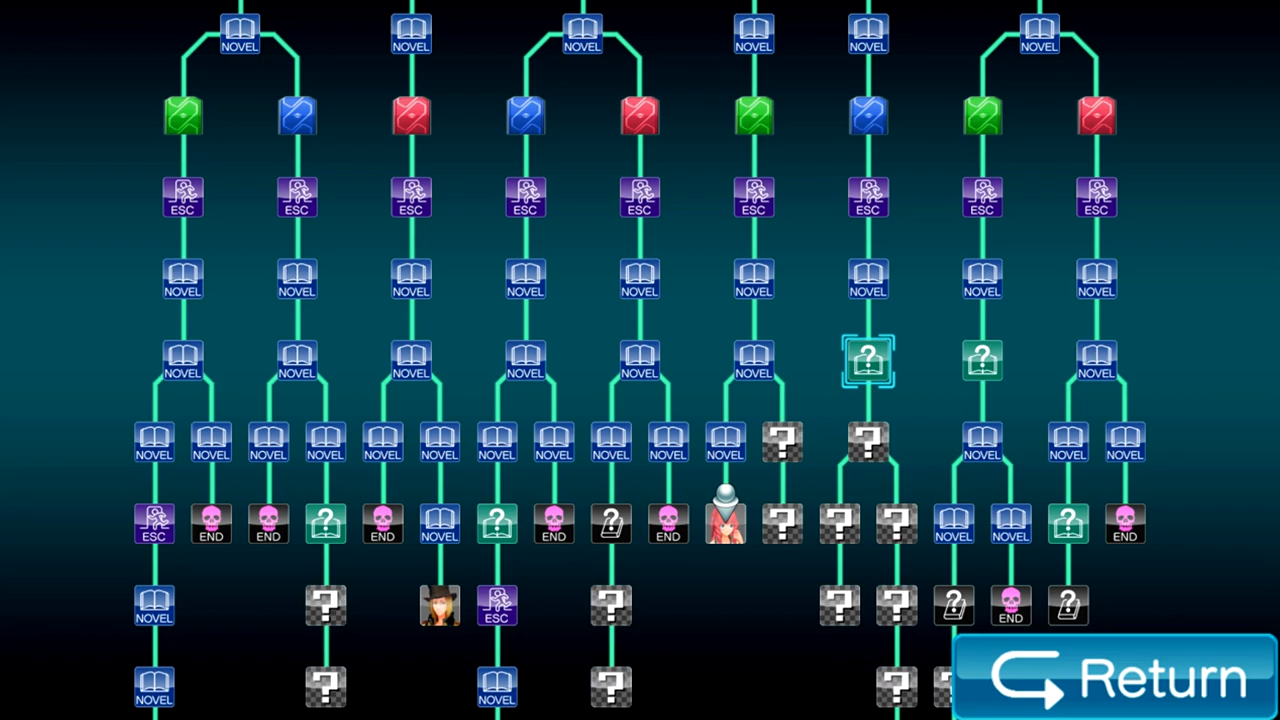 NOVEL NOVEL NOVEL NOVEL NOVEL NOVEL
ESC ESC ESC ESC ESC ESC ESC ESC ESC
NOVEL NOVEL NOVEL NOVEL NOVEL NOVEL NOVEL NOVEL NOVEL
NOVEL NOVEL NOVEL NOVEL NOVEL NOVEL ? ? NOVEL
NOVEL NOVEL NOVEL NOVEL NOVEL NOVEL NOVEL NOVEL NOVEL NOVEL NOVEL ? ? NOVEL NOVEL NOVEL
ESC END END ? END NOVEL ? END ? END ? ? ? NOVEL NOVEL ? END
NOVEL ? ESC ? ? ? ? END ?
NOVEL ? NOVEL ? ? ?
Return